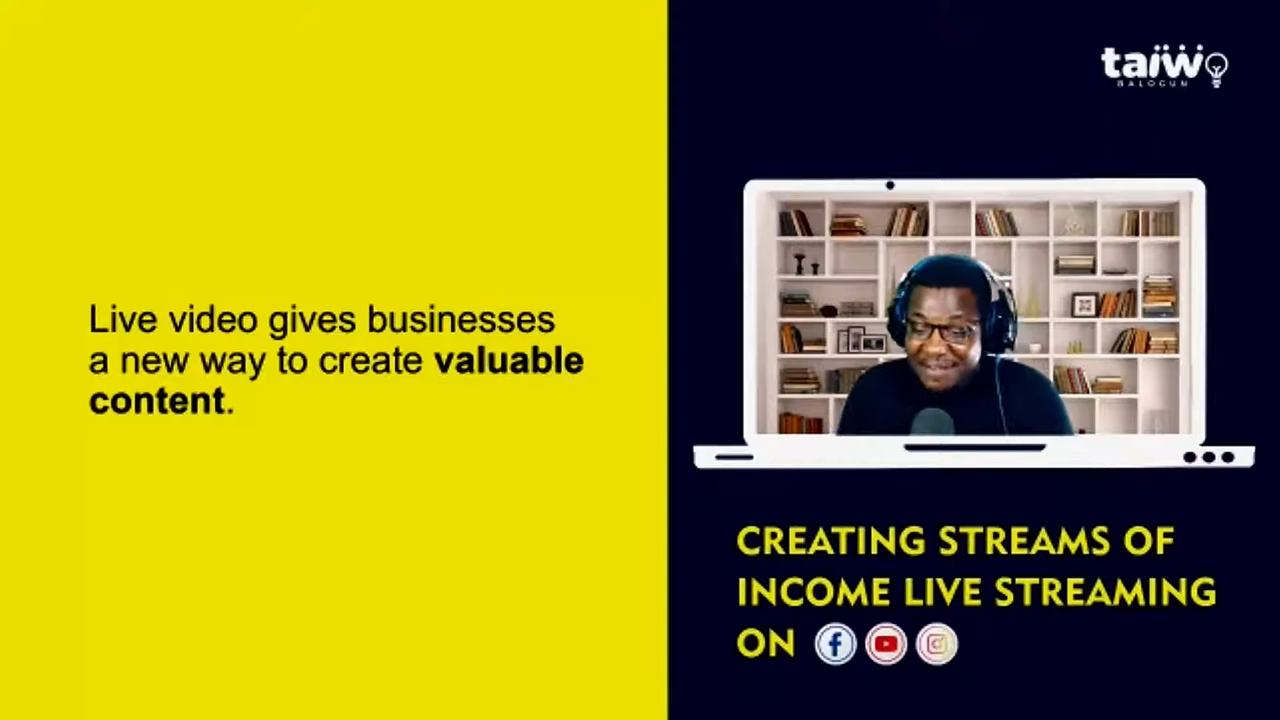 Live video gives businesses
a new way to create valuable
content.
taiwo
BALOGUN
CREATING STREAMS OF
INCOME LIVE STREAMING
ON